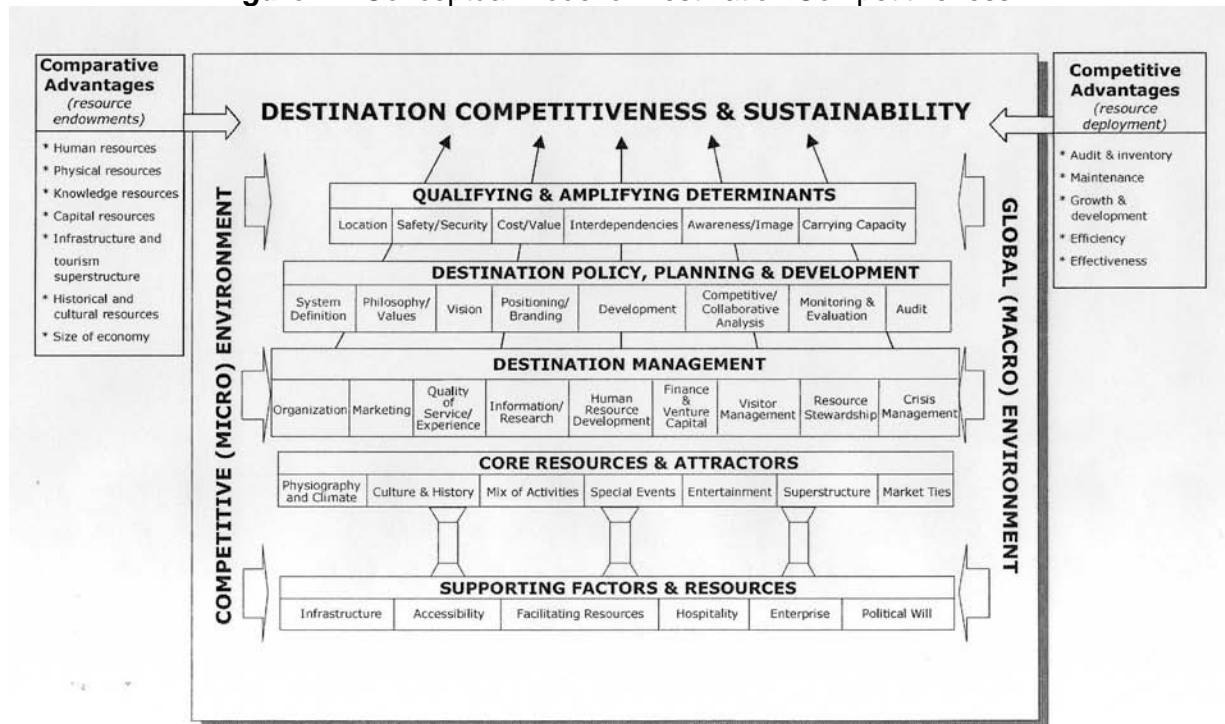 Figure Conceptual Model of Destination Competitiveness
Comparative
Advantages
(resource
endowments)
* Human resources
* Physical resources
* Knowledge resources
* Capital resources
* Infrastructure and
tourism
superstructure
* Historical and
cultural resources
* Size of economy
COMPETITIVE (MICRO) ENVIRONMENT
DESTINATION COMPETITIVENESS & SUSTAINABILITY
QUALIFYING & AMPLIFYING DETERMINANTS
Location Safety/Security Cost/Value Interdependencies Awareness/Image Carrying Capacity
DESTINATION POLICY, PLANNING & DEVELOPMENT
System
Definition
Philosophy/
Values
Vision
Positioning/
Branding
Development
Competitive/
Collaborative
Analysis
Monitoring &
Evaluation
Audit
DESTINATION MANAGEMENT
Organization
Marketing
Quality
of
Service/
Experience
Information/
Research
Human
Resource
Development
Finance
&
Venture
Capital
Visitor
Management
Resource
Stewardship
Crisis
Management
CORE RESOURCES & ATTRACTORS
Physiography
and Climate
Culture & History
Mix of Activities
Special Events
Entertainment
Superstructure
Market Ties
SUPPORTING FACTORS & RESOURCES
Infrastructure Accessibility Facilitating Resources Hospitality Enterprise Political Will
GLOBAL (MACRO) ENVIRONMENT
Competitive
Advantages
(resource
deployment)
* Audit & inventory
* Maintenance
* Growth &
development
* Efficiency
* Effectiveness